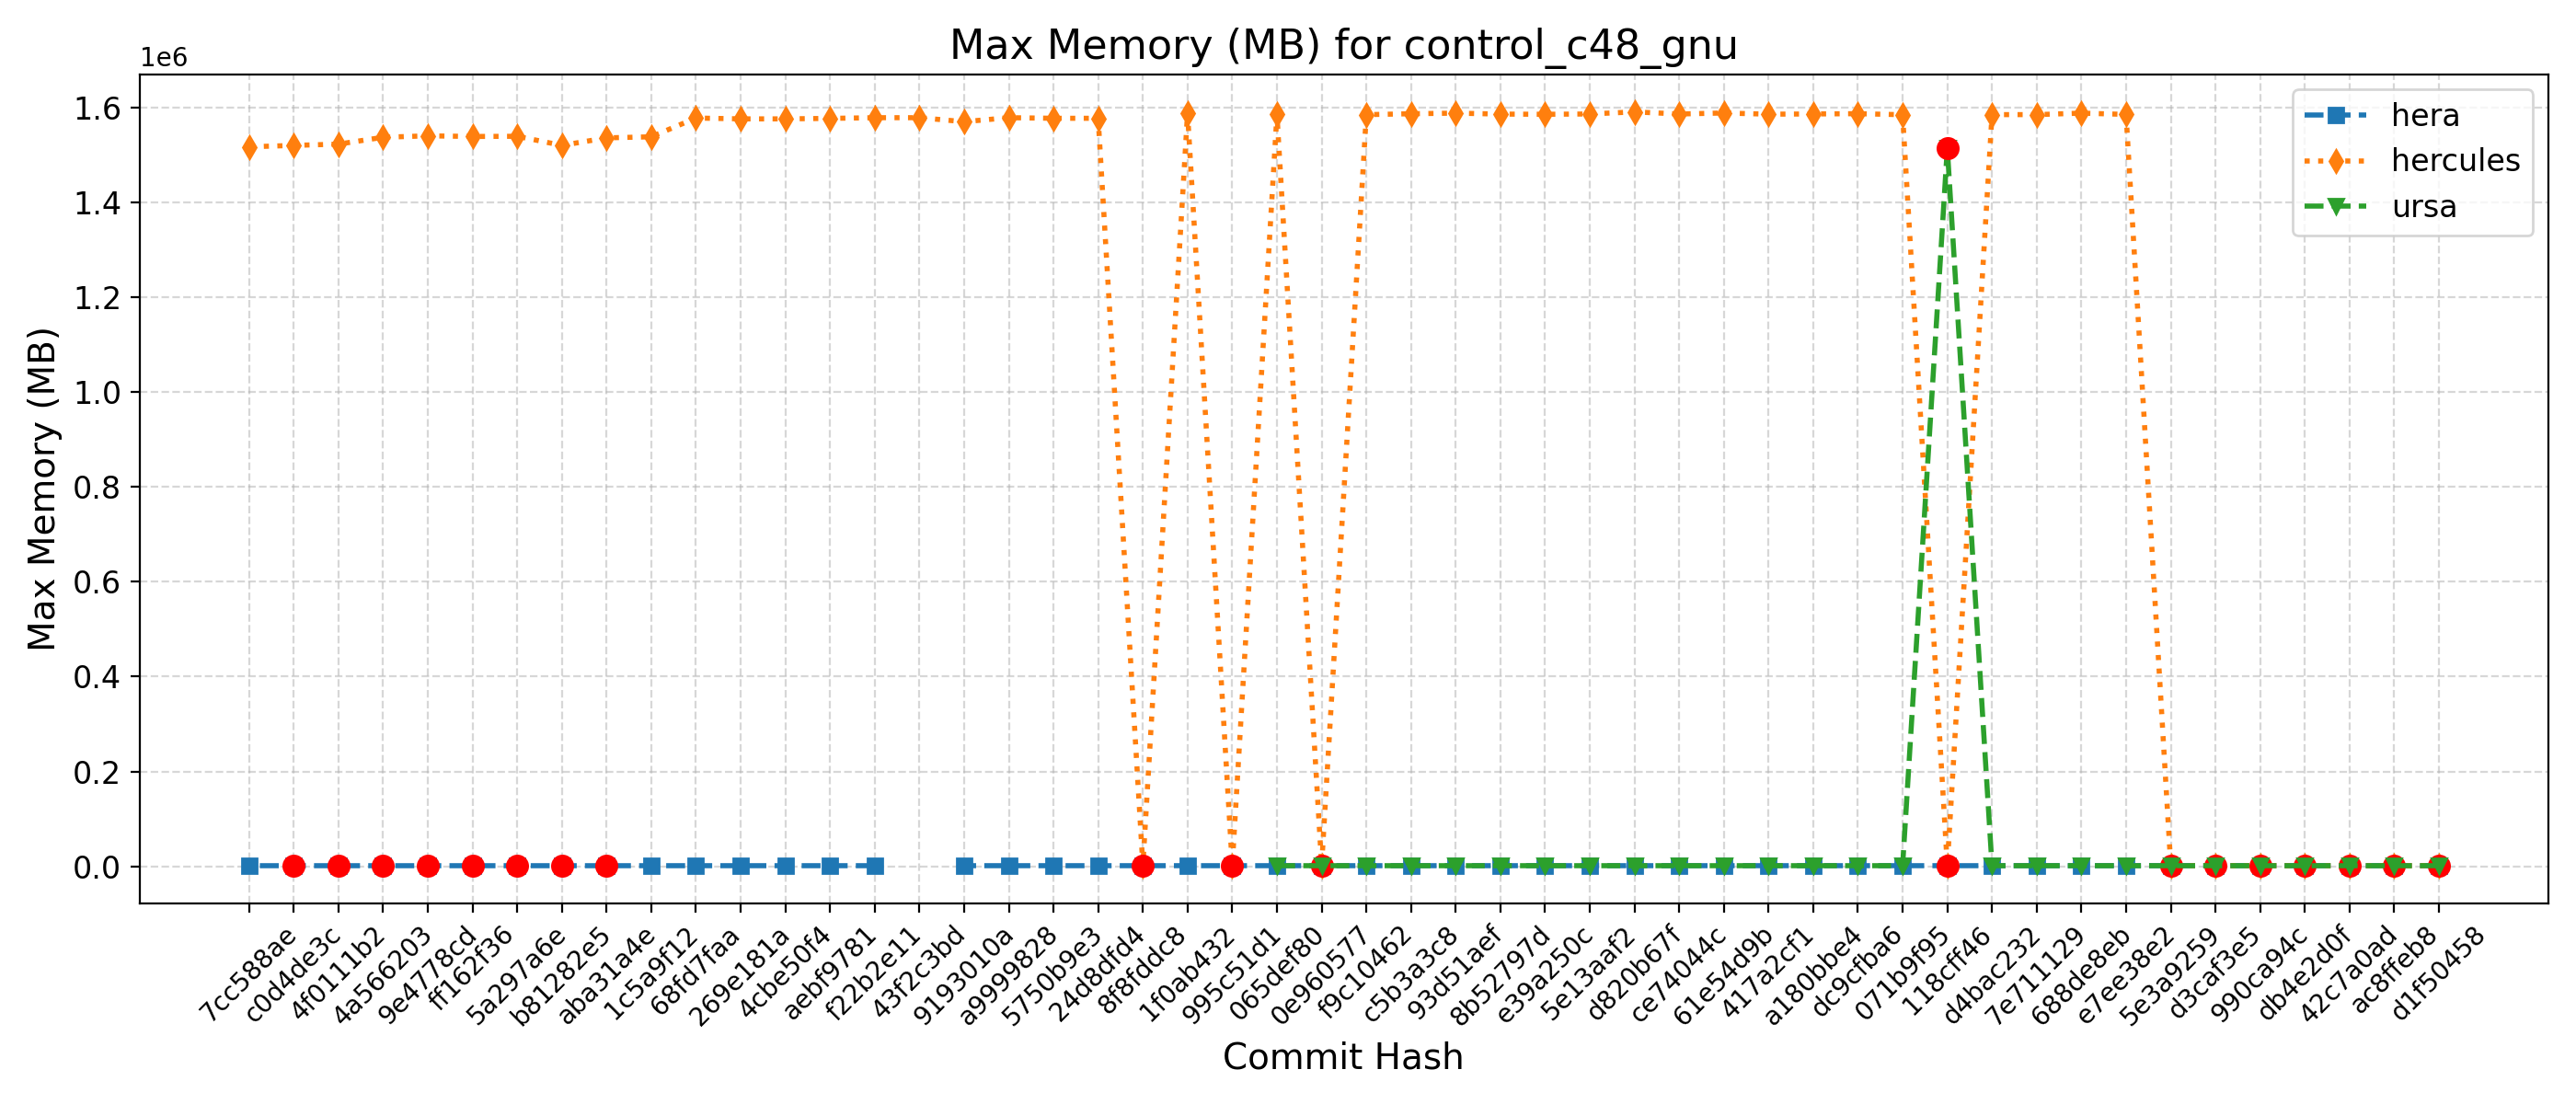 Max Memory (MB) for control_c48_gnu
1e6
1.6
1.4
1.2
1.0
0.8
0.6
0.4
0.2
0.0
Max Memory (MB)
hera
hercules
ursa
7cc588ae
c0d4de3c
4f0111b2
4a566203
9e4778cd
ff162f36
5a297a6e
b81282e5
aba31a4e
1c5a9f12
68fd7faa
269e181a
4cbe50f4
aebf9781
f22b2e11
43f2c3bd
9193010a
a9999828
5750b9e3
24d8dfd4
8f8fddc8
1f0ab432
995c51d1
065def80
0e960577
f9c10462
c5b3a3c8
93d51aef
8b52797d
e39a250c
5e13aaf2
d820b67f
ce74044c
61e54d9b
417a2cf1
a180bbe4
dc9cfba6
071b9f95
118cff46
d4bac232
7e711129
688de8eb
e7ee38e2
5e3a9259
d3caf3e5
990ca94c
db4e2d0f
42c7a0ad
ac8ffeb8
d1f50458
Commit Hash